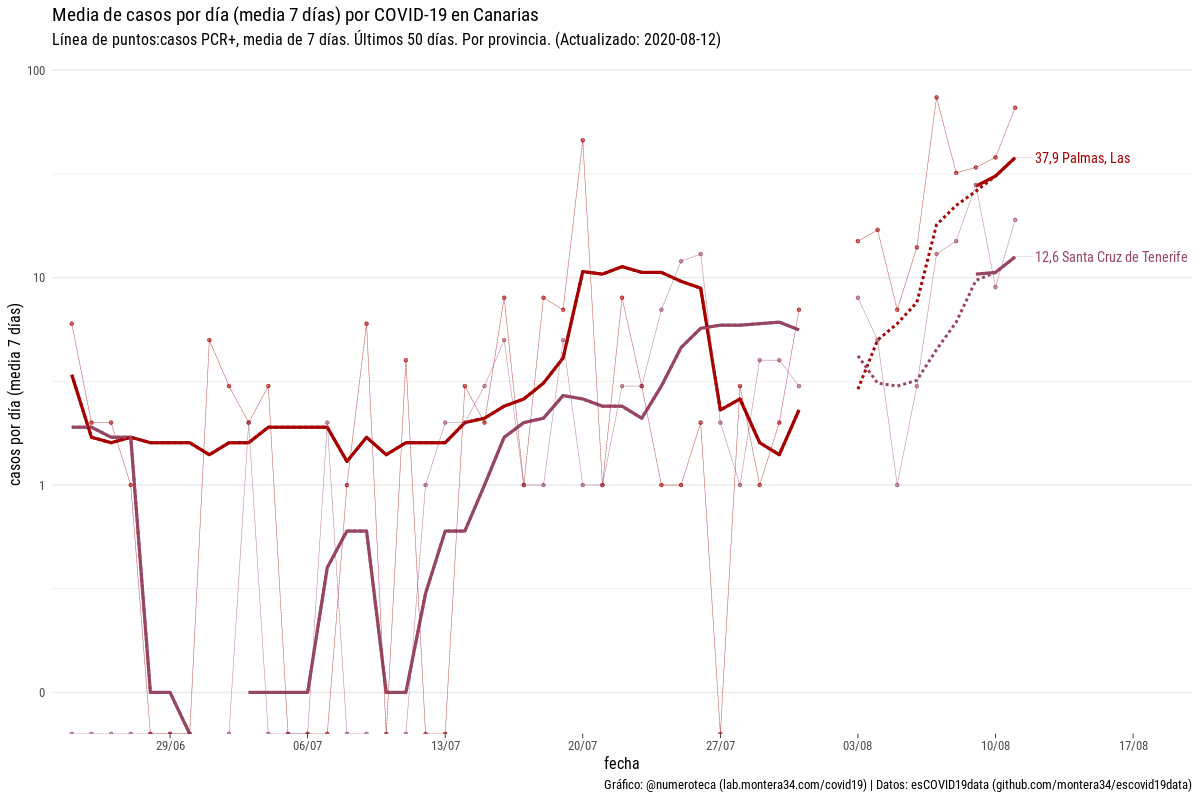 Media de casos por día (media 7 días) por COVID-19 en Canarias
Línea de puntos:casos PCR+, media de 7 días. Últimos 50 días. Por provincia. (Actualizado: 2020-08-12)
100
10
1
0
casos por día (media 7 días)
37,9 Palmas, Las
12,6 Santa Cruz de Tenerife
29/06
06/07
13/07
20/07
27/07
03/08
10/08
17/08
fecha
Gráfico: @numeroteca (lab.montera34.com/covid19) | Datos: esCOVID19data (github.com/montera34/escovid19data)